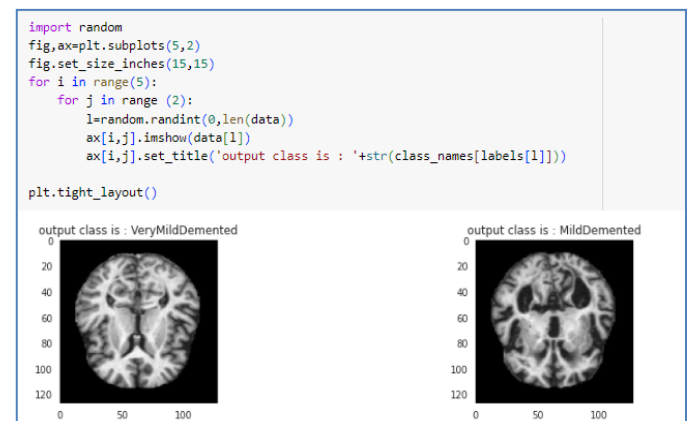 import random
fig,ax=plt.subplots(5,2)
fig.set_size_inches(15,15)
for i in range(5):
    for j in range (2):
        l=random.randint(0,len(data))
        ax[i,j].imshow(data[l])
        ax[i,j].set_title('output class is : '+str(class_names[labels[l]]))
plt.tight_layout()
output class is : VeryMildDemented
0
20
40
60
80
100
120
0 50 100
output class is : MildDemented
0
20
40
60
80
100
120
0 50 100